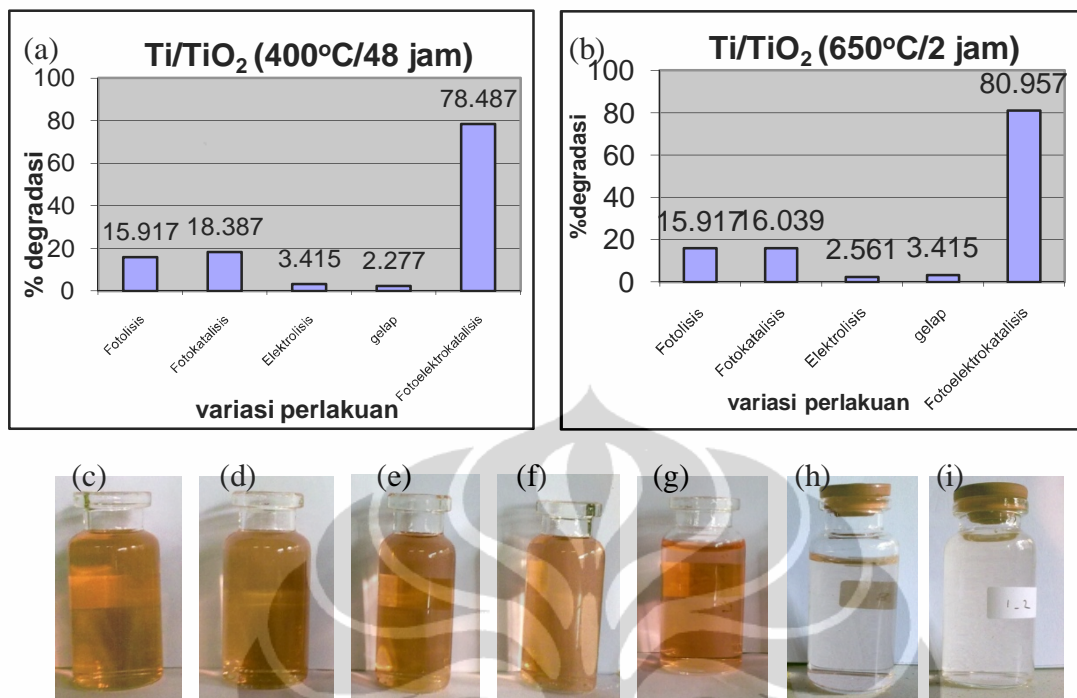 (a)
Ti/TiO₂ (400°C/48 jam)
% degradasi
100
80
60
40
20
0
15.917
18.387
3.415
2.277
78.487
Fotolisis
Fotokatalisis
Elektrolisis
gelap
Fotoelektrokatalisis
variasi perlakuan
(b)
Ti/TiO₂ (650°C/2 jam)
%degradasi
100
80
60
40
20
0
15.917
16.039
2.561
3.415
80.957
Fotolisis
Fotokatalisis
Elektrolisis
gelap
Fotoelektrokatalisis
variasi perlakuan
(c)
(d)
(e)
(f)
(g)
(h)
(i)
1_2